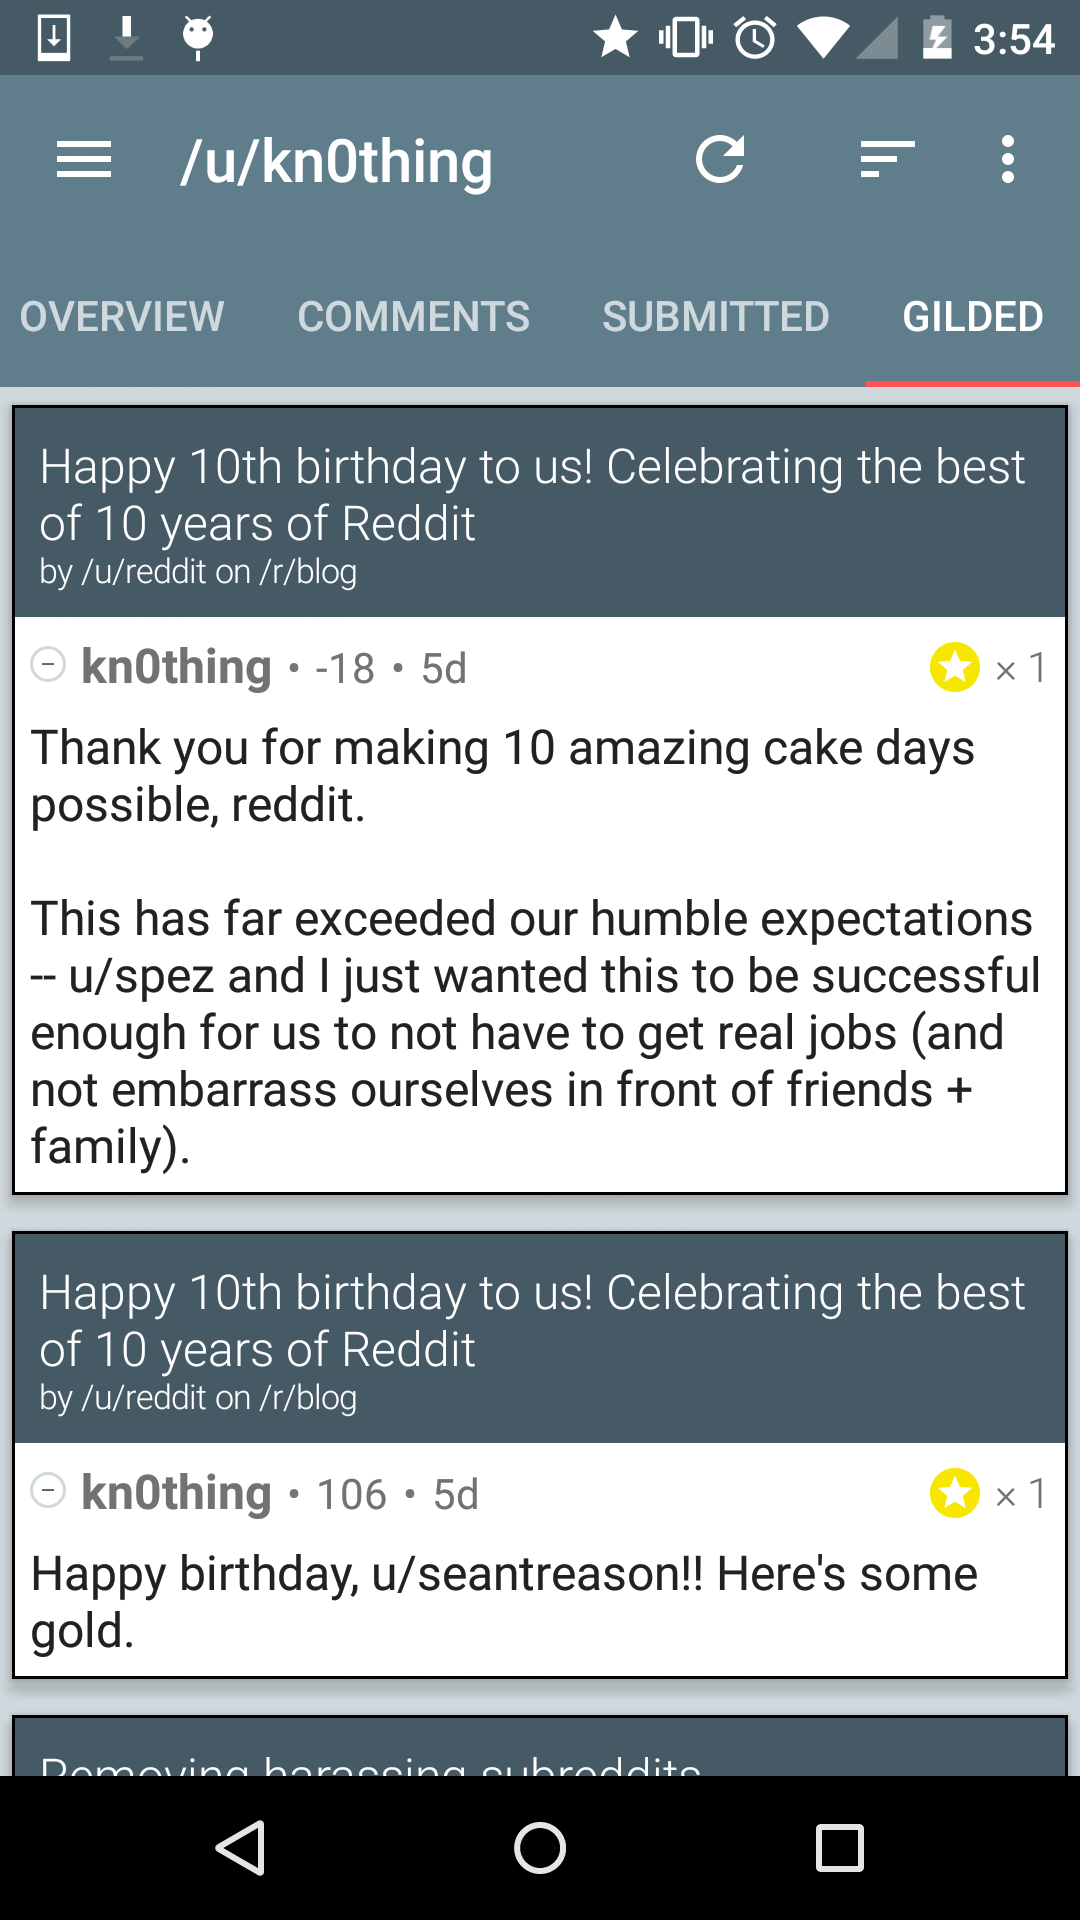 3:54
/u/kn0thing
OVERVIEW COMMENTS SUBMITTED GILDED
Happy 10th birthday to us! Celebrating the best
of 10 years of Reddit
by /u/reddit on /r/blog
kn0thing • -18 • 5d × 1
Thank you for making 10 amazing cake days
possible, reddit.
This has far exceeded our humble expectations
-- u/spez and I just wanted this to be successful
enough for us to not have to get real jobs (and
not embarrass ourselves in front of friends +
family).
Happy 10th birthday to us! Celebrating the best
of 10 years of Reddit
by /u/reddit on /r/blog
kn0thing • 106 • 5d × 1
Happy birthday, u/seantreason!! Here's some
gold.
Removing harassing subreddits